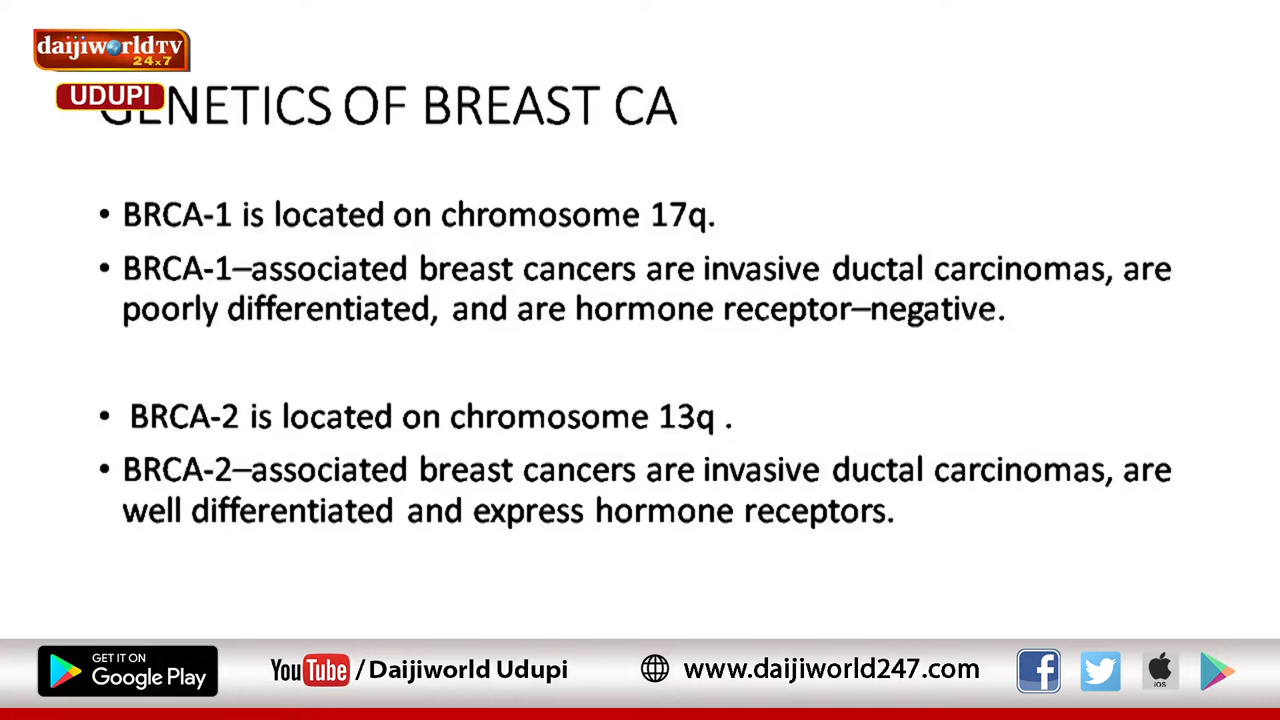 daijiworldTV
24x7
UDUPI
GENETICS OF BREAST CA
• BRCA-1 is located on chromosome 17q.
• BRCA-1–associated breast cancers are invasive ductal carcinomas, are
poorly differentiated, and are hormone receptor–negative.
• BRCA-2 is located on chromosome 13q .
• BRCA-2–associated breast cancers are invasive ductal carcinomas, are
well differentiated and express hormone receptors.
GET IT ON
Google Play
YouTube / Daijiworld Udupi
www.daijiworld247.com
iOS